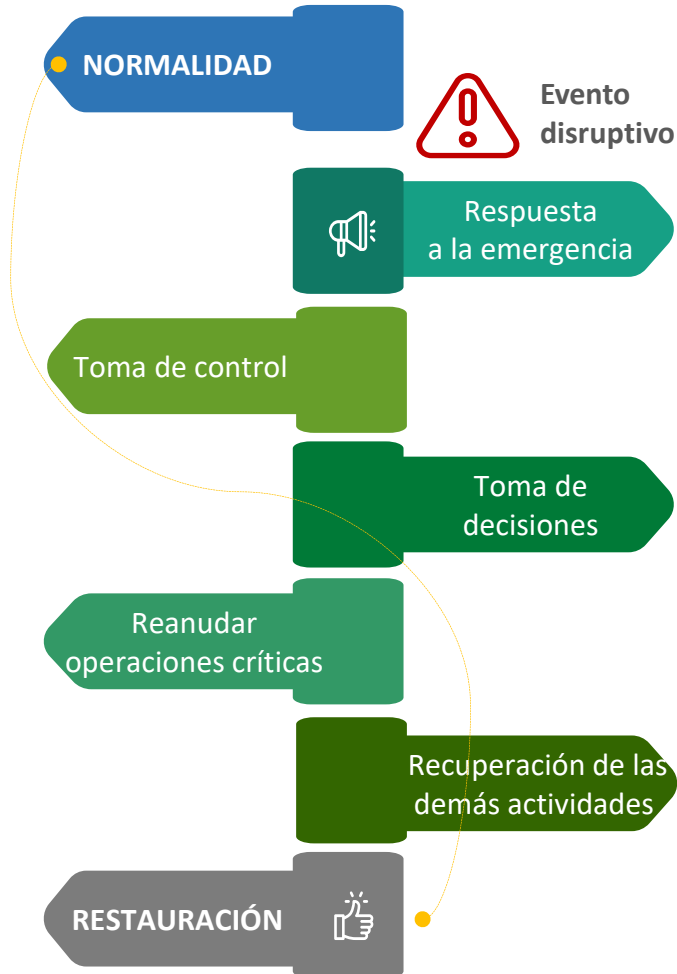 NORMALIDAD
Evento
disruptivo
Respuesta
a la emergencia
Toma de control
Toma de
decisiones
Reanudar
operaciones críticas
Recuperación de las
demás actividades
RESTAURACIÓN